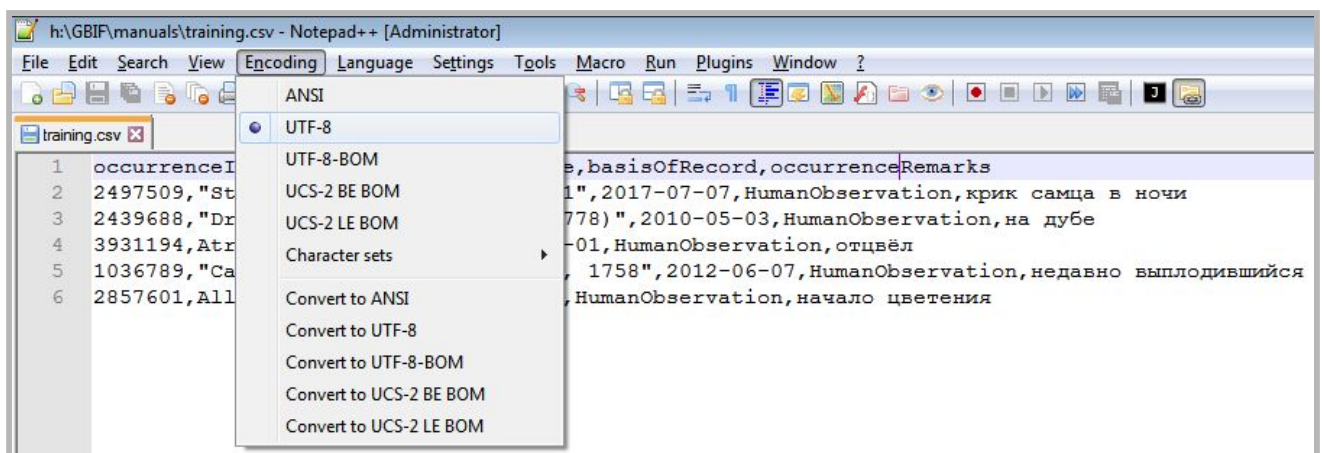 h:\GBIF\manuals\training.csv - Notepad++ [Administrator]
File Edit Search View Encoding Language Settings Tools Macro Run Plugins Window ?
training.csv
ANSI
UTF-8
UTF-8-BOM
UCS-2 BE BOM
UCS-2 LE BOM
Character sets
Convert to ANSI
Convert to UTF-8
Convert to UTF-8-BOM
Convert to UCS-2 BE BOM
Convert to UCS-2 LE BOM
1 occurrenceI e,basisOfRecord,occurrenceRemarks
2 2497509,"St 1",2017-07-07,HumanObservation,крик самца в ночи
3 2439688,"Dr 778)",2010-05-03,HumanObservation,на дубе
4 3931194,Atr -01,HumanObservation,отцвёл
5 1036789,"Ca , 1758",2012-06-07,HumanObservation,недавно выплодившийся
6 2857601,All ,HumanObservation,начало цветения